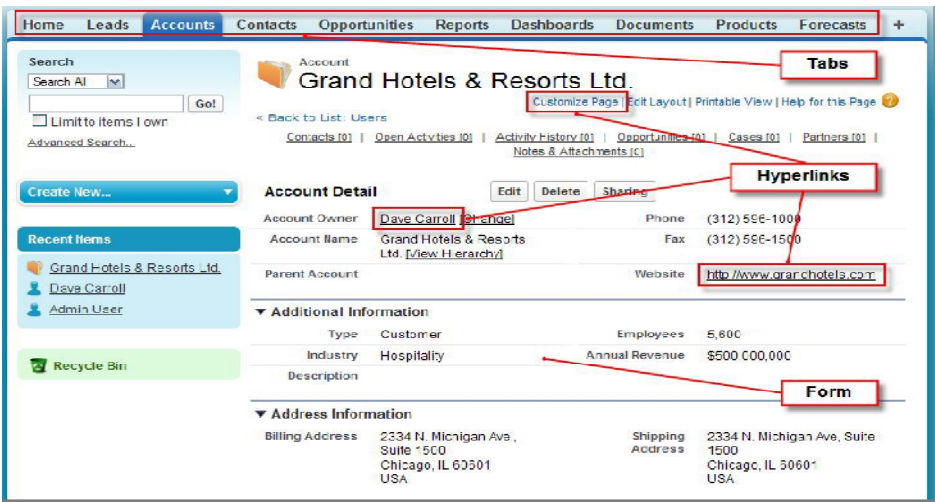 Home Leads Accounts Contacts Opportunities Reports Dashboards Documents Products Forecasts +
Tabs
Search
Search All
Go!
Limit to items I own
Advanced Search...
Create New...
Recent Items
Grand Hotels & Resorts Ltd.
Dave Carroll
Admin User
Recycle Bin
Account
Grand Hotels & Resorts Ltd.
Customize Page | Edit Layout | Printable View | Help for this Page ?
< Back to List: Users
Contacts [0] | Open Activities [0] | Activity History [0] | Opportunities [0] | Cases [0] | Partners [0] |
Notes & Attachments [0]
Hyperlinks
Account Detail Edit Delete Sharing
Account Owner Dave Carroll [Change] Phone (312) 596-1000
Account Name Grand Hotels & Resorts Fax (312) 596-1500
Ltd. [View Hierarchy]
Parent Account Website http://www.grandhotels.com
Additional Information
Type Customer Employees 5,600
Industry Hospitality Annual Revenue $500,000,000
Description
Form
Address Information
Billing Address 2334 N. Michigan Ave., Shipping 2334 N. Michigan Ave, Suite
Suite 1500 Address 1500
Chicago, IL 60601 Chicago, IL 60601
USA USA